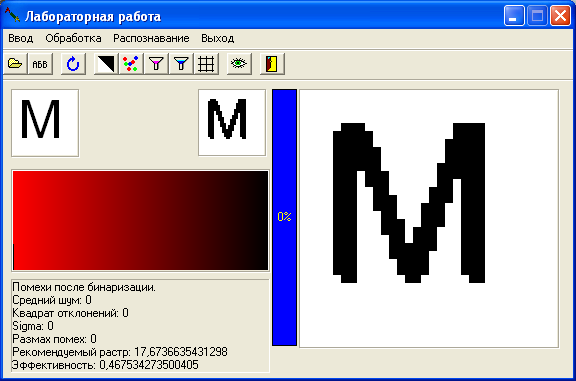 Лабораторная работа
Ввод Обработка Распознавание Выход
АБВ
M M
0%
M
Помехи после бинаризации.
Средний шум: 0
Квадрат отклонений: 0
Sigma: 0
Размах помех: 0
Рекомендуемый растр: 17,6736635431298
Эффективность: 0,467534273500405